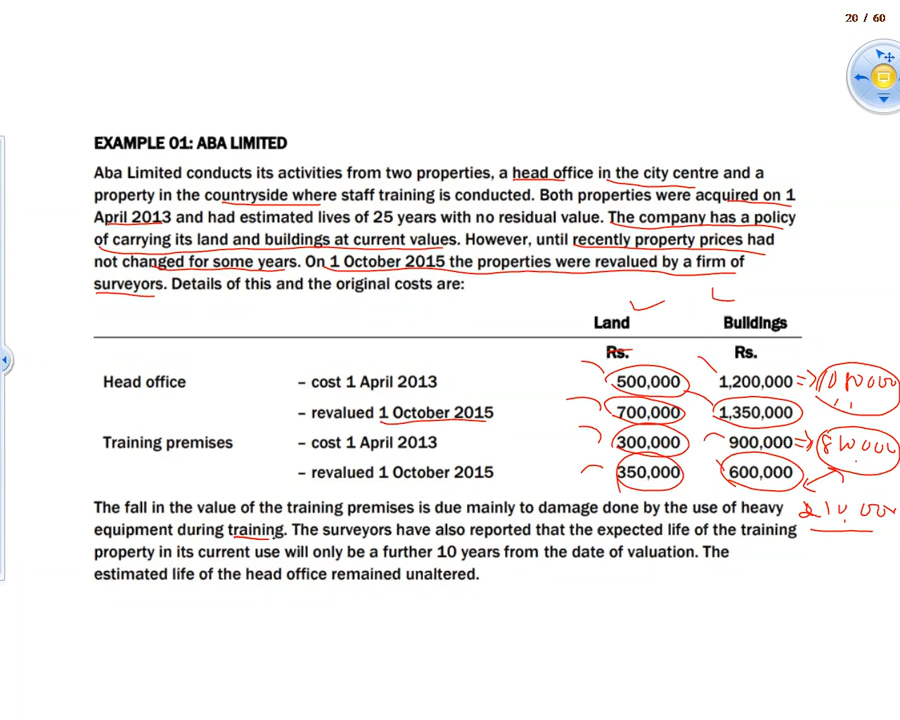 20 / 60
EXAMPLE 01: ABA LIMITED
Aba Limited conducts its activities from two properties, a head office in the city centre and a
property in the countryside where staff training is conducted. Both properties were acquired on 1
April 2013 and had estimated lives of 25 years with no residual value. The company has a policy
of carrying its land and buildings at current values. However, until recently property prices had
not changed for some years. On 1 October 2015 the properties were revalued by a firm of
surveyors. Details of this and the original costs are:
Land Buildings
Rs. Rs.
Head office – cost 1 April 2013 500,000 1,200,000 =>
– revalued 1 October 2015 700,000 1,350,000
Training premises – cost 1 April 2013 300,000 900,000 => 810,000
– revalued 1 October 2015 350,000 600,000
210,000
The fall in the value of the training premises is due mainly to damage done by the use of heavy
equipment during training. The surveyors have also reported that the expected life of the training
property in its current use will only be a further 10 years from the date of valuation. The
estimated life of the head office remained unaltered.